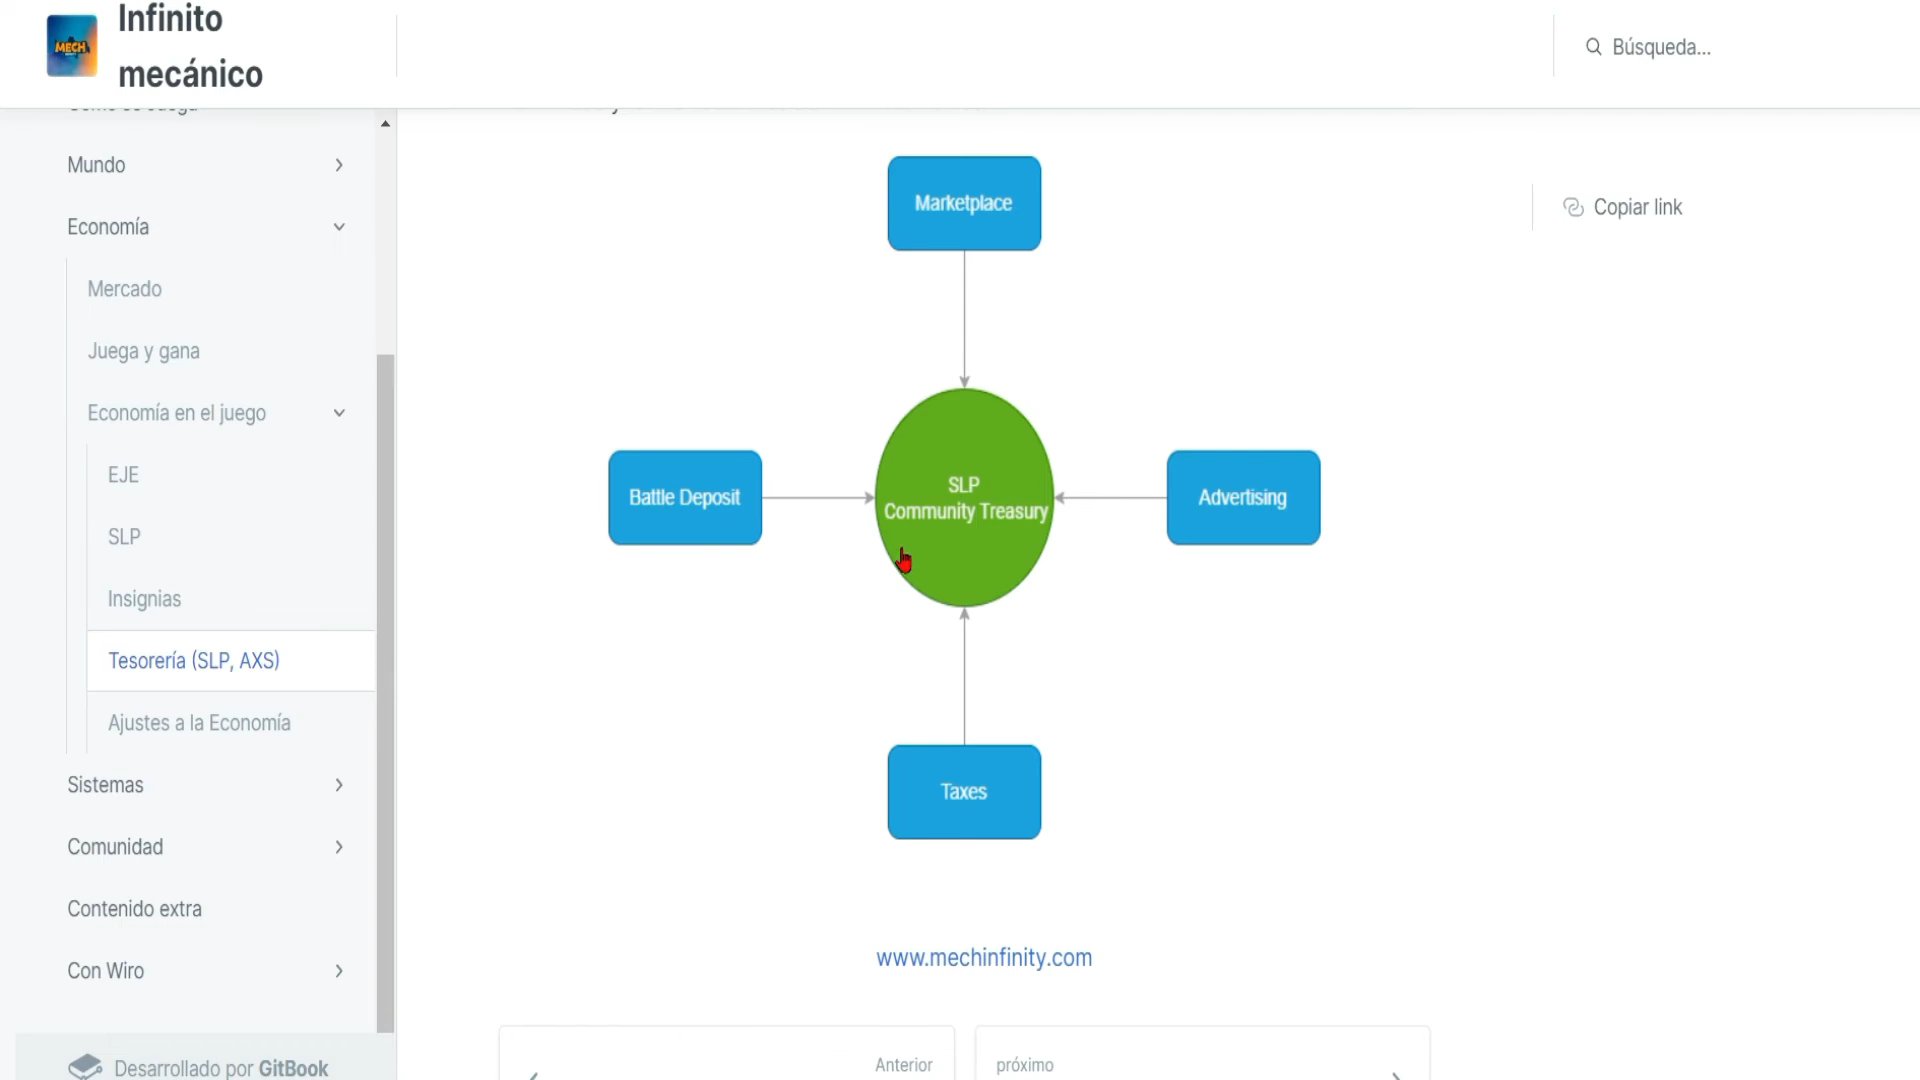 Infinito
mecánico
MECH
Búsqueda...
Mundo
Economía
Mercado
Juega y gana
Economía en el juego
EJE
SLP
Insignias
Tesorería (SLP, AXS)
Ajustes a la Economía
Sistemas
Comunidad
Contenido extra
Con Wiro
Desarrollado por GitBook
Marketplace
Copiar link
Battle Deposit
SLP
Community Treasury
Advertising
Taxes
www.mechinfinity.com
Anterior
próximo